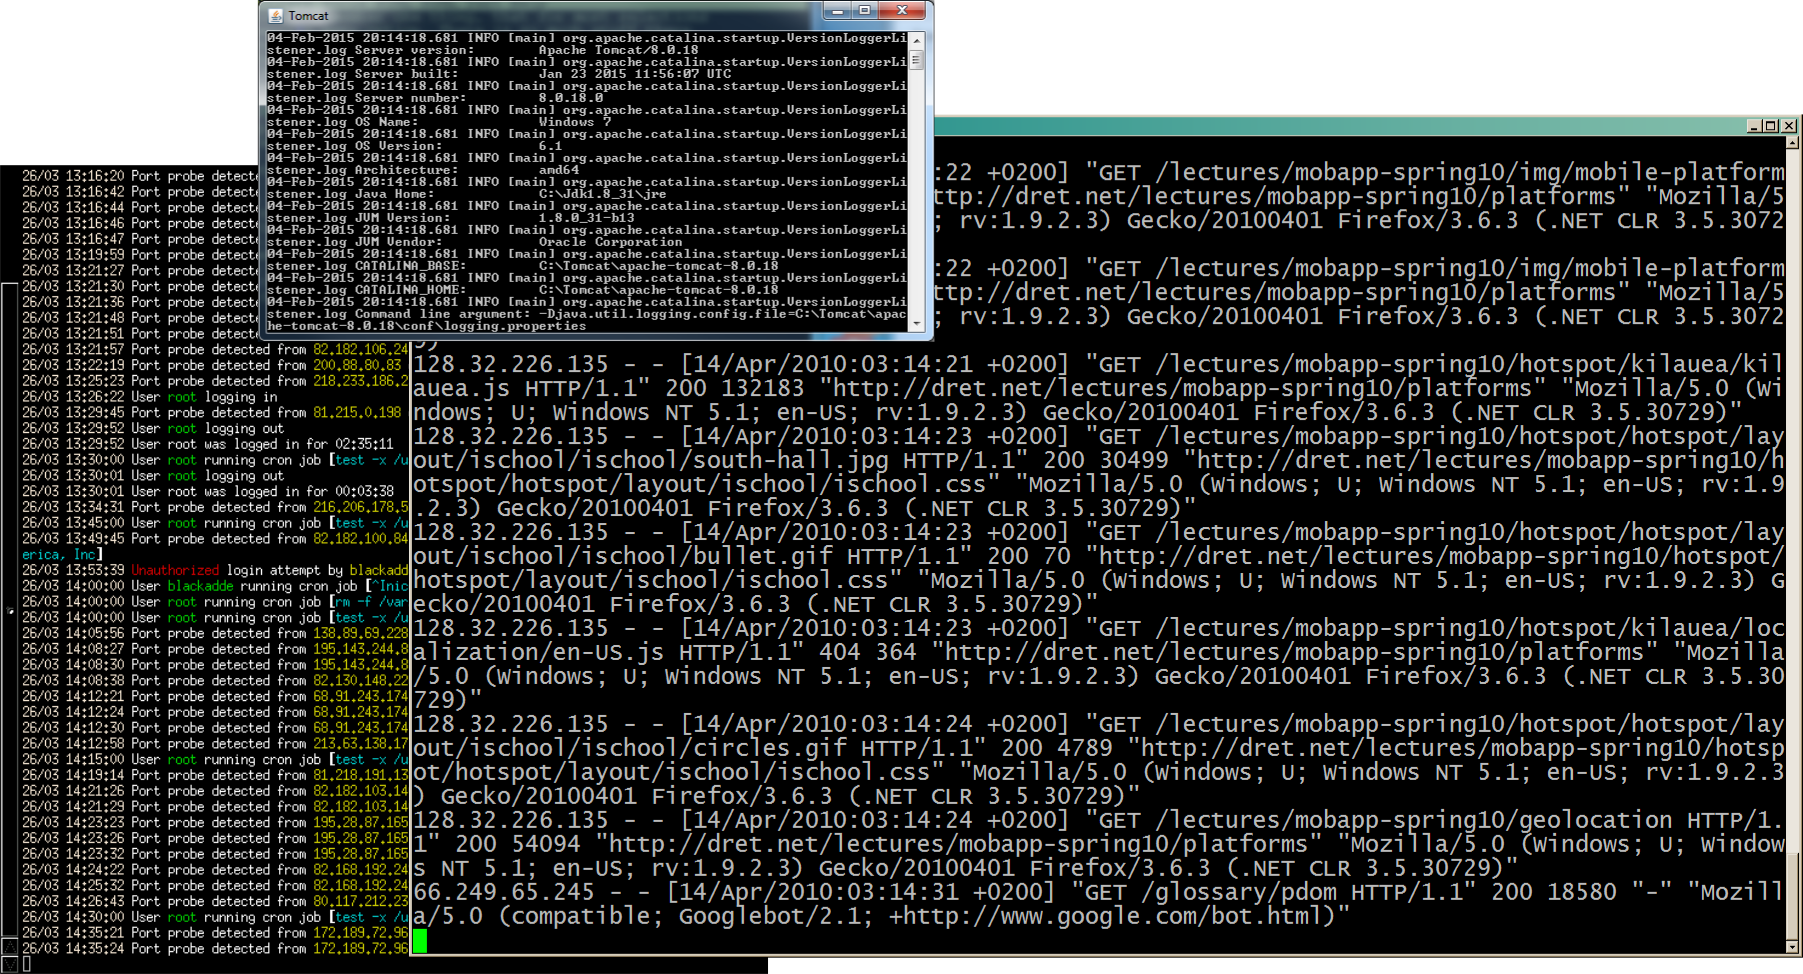 Tomcat
04-Feb-2015 20:14:18.681 INFO [main] org.apache.catalina.startup.VersionLoggerLi
stener.log Server version:        Apache Tomcat/8.0.18
04-Feb-2015 20:14:18.681 INFO [main] org.apache.catalina.startup.VersionLoggerLi
stener.log Server built:          Jan 23 2015 11:56:07 UTC
04-Feb-2015 20:14:18.681 INFO [main] org.apache.catalina.startup.VersionLoggerLi
stener.log Server number:         8.0.18.0
04-Feb-2015 20:14:18.681 INFO [main] org.apache.catalina.startup.VersionLoggerLi
stener.log OS Name:               Windows 7
04-Feb-2015 20:14:18.681 INFO [main] org.apache.catalina.startup.VersionLoggerLi
stener.log OS Version:            6.1
04-Feb-2015 20:14:18.681 INFO [main] org.apache.catalina.startup.VersionLoggerLi
stener.log Architecture:          amd64
04-Feb-2015 20:14:18.681 INFO [main] org.apache.catalina.startup.VersionLoggerLi
stener.log Java Home:             C:\Jdk1.8_31\jre
04-Feb-2015 20:14:18.681 INFO [main] org.apache.catalina.startup.VersionLoggerLi
stener.log JVM Version:           1.8.0_31-b13
04-Feb-2015 20:14:18.681 INFO [main] org.apache.catalina.startup.VersionLoggerLi
stener.log JVM Vendor:            Oracle Corporation
04-Feb-2015 20:14:18.681 INFO [main] org.apache.catalina.startup.VersionLoggerLi
stener.log CATALINA_BASE:         C:\Tomcat\apache-tomcat-8.0.18
04-Feb-2015 20:14:18.681 INFO [main] org.apache.catalina.startup.VersionLoggerLi
stener.log CATALINA_HOME:         C:\Tomcat\apache-tomcat-8.0.18
04-Feb-2015 20:14:18.681 INFO [main] org.apache.catalina.startup.VersionLoggerLi
stener.log Command line argument: -Djava.util.logging.config.file=C:\Tomcat\apac
he-tomcat-8.0.18\conf\logging.properties
26/03 13:16:20 Port probe detecte
26/03 13:16:42 Port probe detecte
26/03 13:16:44 Port probe detecte
26/03 13:16:46 Port probe detecte
26/03 13:16:47 Port probe detecte
26/03 13:19:59 Port probe detecte
26/03 13:21:27 Port probe detecte
26/03 13:21:30 Port probe detecte
26/03 13:21:36 Port probe detecte
26/03 13:21:48 Port probe detecte
26/03 13:21:51 Port probe detecte
26/03 13:21:57 Port probe detected from 82.182.106.24
26/03 13:22:19 Port probe detected from 200.88.80.83
26/03 13:25:23 Port probe detected from 218.233.186.2
26/03 13:26:22 User root logging in
26/03 13:29:45 Port probe detected from 81.215.0.198
26/03 13:29:52 User root logging out
26/03 13:29:52 User root was logged in for 02:35:11
26/03 13:30:00 User root running cron job [test -x /u
26/03 13:30:01 User root logging out
26/03 13:30:01 User root was logged in for 00:03:38
26/03 13:34:31 Port probe detected from 216.206.178.5
26/03 13:45:00 User root running cron job [test -x /u
26/03 13:49:45 Port probe detected from 82.182.100.84
erica, Inc]
26/03 13:53:39 Unauthorized login attempt by blackadd
26/03 14:00:00 User blackadde running cron job [^Inic
26/03 14:00:00 User root running cron job [rm -f /var
26/03 14:00:00 User root running cron job [test -x /u
26/03 14:05:56 Port probe detected from 138.89.69.228
26/03 14:08:27 Port probe detected from 195.143.244.8
26/03 14:08:30 Port probe detected from 195.143.244.8
26/03 14:08:38 Port probe detected from 82.130.148.22
26/03 14:12:21 Port probe detected from 68.91.243.174
26/03 14:12:24 Port probe detected from 68.91.243.174
26/03 14:12:30 Port probe detected from 68.91.243.174
26/03 14:12:58 Port probe detected from 213.63.138.17
26/03 14:15:00 User root running cron job [test -x /u
26/03 14:19:14 Port probe detected from 81.218.191.13
26/03 14:21:26 Port probe detected from 82.182.103.14
26/03 14:21:29 Port probe detected from 82.182.103.14
26/03 14:23:23 Port probe detected from 195.28.87.165
26/03 14:23:26 Port probe detected from 195.28.87.165
26/03 14:23:32 Port probe detected from 195.28.87.165
26/03 14:24:22 Port probe detected from 82.168.192.24
26/03 14:25:32 Port probe detected from 82.168.192.24
26/03 14:26:43 Port probe detected from 80.117.212.23
26/03 14:30:00 User root running cron job [test -x /u
26/03 14:35:21 Port probe detected from 172.189.72.96
26/03 14:35:24 Port probe detected from 172.189.72.96
:22 +0200] "GET /lectures/mobapp-spring10/img/mobile-platform
ttp://dret.net/lectures/mobapp-spring10/platforms" "Mozilla/5
; rv:1.9.2.3) Gecko/20100401 Firefox/3.6.3 (.NET CLR 3.5.3072
:22 +0200] "GET /lectures/mobapp-spring10/img/mobile-platform
ttp://dret.net/lectures/mobapp-spring10/platforms" "Mozilla/5
; rv:1.9.2.3) Gecko/20100401 Firefox/3.6.3 (.NET CLR 3.5.3072
9)"
128.32.226.135 - - [14/Apr/2010:03:14:21 +0200] "GET /lectures/mobapp-spring10/hotspot/kilauea/kil
auea.js HTTP/1.1" 200 132183 "http://dret.net/lectures/mobapp-spring10/platforms" "Mozilla/5.0 (Wi
ndows; U; Windows NT 5.1; en-US; rv:1.9.2.3) Gecko/20100401 Firefox/3.6.3 (.NET CLR 3.5.30729)"
128.32.226.135 - - [14/Apr/2010:03:14:23 +0200] "GET /lectures/mobapp-spring10/hotspot/hotspot/lay
out/ischool/ischool/south-hall.jpg HTTP/1.1" 200 30499 "http://dret.net/lectures/mobapp-spring10/h
otspot/hotspot/layout/ischool/ischool.css" "Mozilla/5.0 (Windows; U; Windows NT 5.1; en-US; rv:1.9
.2.3) Gecko/20100401 Firefox/3.6.3 (.NET CLR 3.5.30729)"
128.32.226.135 - - [14/Apr/2010:03:14:23 +0200] "GET /lectures/mobapp-spring10/hotspot/hotspot/lay
out/ischool/ischool/bullet.gif HTTP/1.1" 200 70 "http://dret.net/lectures/mobapp-spring10/hotspot/
hotspot/layout/ischool/ischool.css" "Mozilla/5.0 (Windows; U; Windows NT 5.1; en-US; rv:1.9.2.3) G
ecko/20100401 Firefox/3.6.3 (.NET CLR 3.5.30729)"
128.32.226.135 - - [14/Apr/2010:03:14:23 +0200] "GET /lectures/mobapp-spring10/hotspot/kilauea/loc
alization/en-US.js HTTP/1.1" 404 364 "http://dret.net/lectures/mobapp-spring10/platforms" "Mozilla
/5.0 (Windows; U; Windows NT 5.1; en-US; rv:1.9.2.3) Gecko/20100401 Firefox/3.6.3 (.NET CLR 3.5.30
729)"
128.32.226.135 - - [14/Apr/2010:03:14:24 +0200] "GET /lectures/mobapp-spring10/hotspot/hotspot/lay
out/ischool/ischool/circles.gif HTTP/1.1" 200 4789 "http://dret.net/lectures/mobapp-spring10/hotsp
ot/hotspot/layout/ischool/ischool.css" "Mozilla/5.0 (Windows; U; Windows NT 5.1; en-US; rv:1.9.2.3
) Gecko/20100401 Firefox/3.6.3 (.NET CLR 3.5.30729)"
128.32.226.135 - - [14/Apr/2010:03:14:24 +0200] "GET /lectures/mobapp-spring10/geolocation HTTP/1.
1" 200 54094 "http://dret.net/lectures/mobapp-spring10/platforms" "Mozilla/5.0 (Windows; U; Window
s NT 5.1; en-US; rv:1.9.2.3) Gecko/20100401 Firefox/3.6.3 (.NET CLR 3.5.30729)"
66.249.65.245 - - [14/Apr/2010:03:14:31 +0200] "GET /glossary/pdom HTTP/1.1" 200 18580 "-" "Mozill
a/5.0 (compatible; Googlebot/2.1; +http://www.google.com/bot.html)"